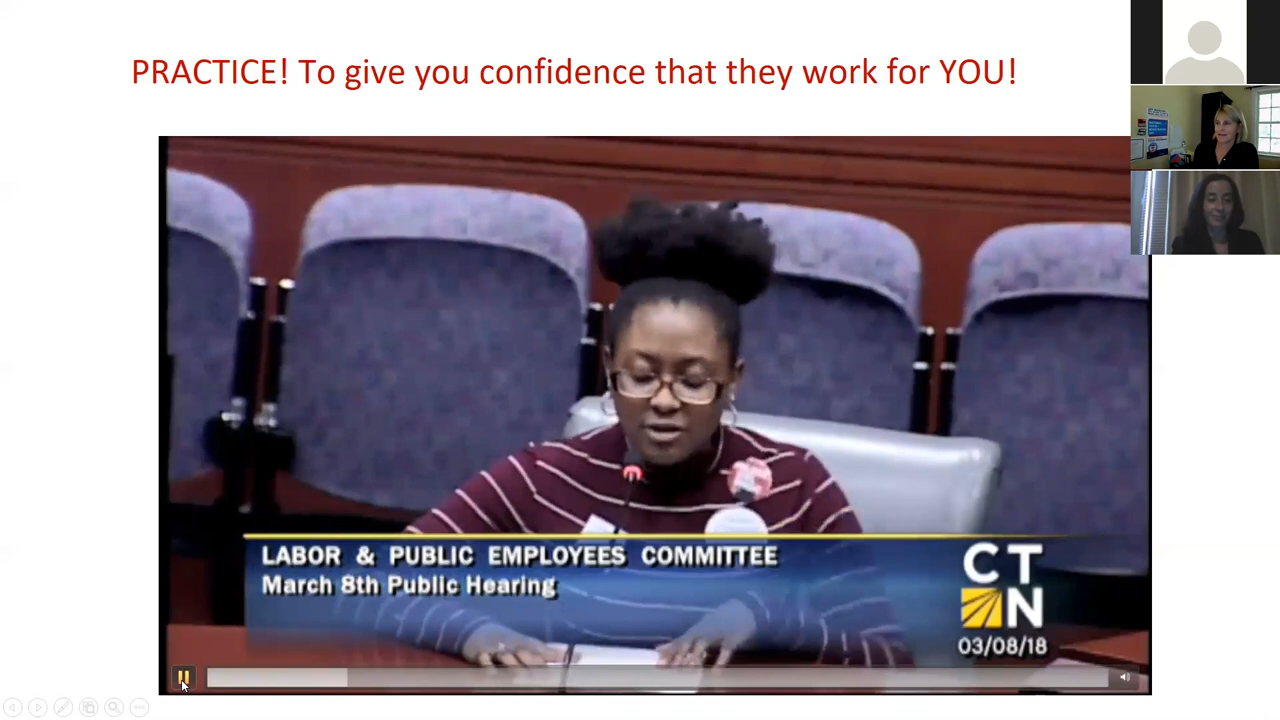 PRACTICE! To give you confidence that they work for YOU!
LABOR & PUBLIC EMPLOYEES COMMITTEE
March 8th Public Hearing
CT
N
03/08/18